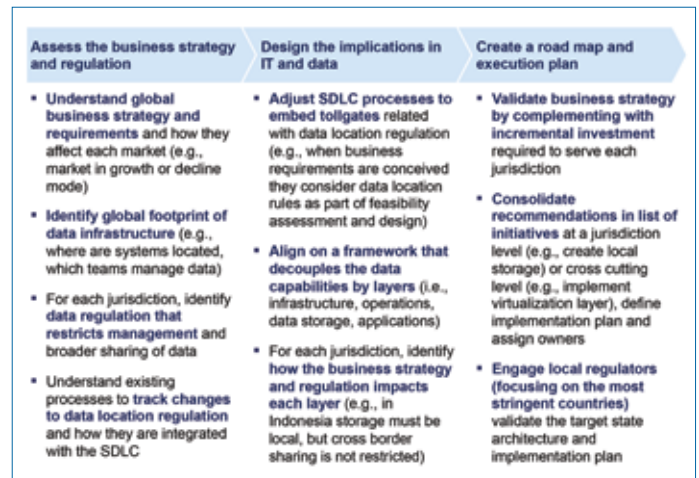 Assess the business strategy
and regulation
▪ Understand global
business strategy and
requirements and how they
affect each market (e.g.,
market in growth or decline
mode)
▪ Identify global footprint of
data infrastructure (e.g.,
where are systems located,
which teams manage data)
▪ For each jurisdiction, identify
data regulation that
restricts management and
broader sharing of data
▪ Understand existing
processes to track changes
to data location regulation
and how they are integrated
with the SDLC
Design the implications in
IT and data
▪ Adjust SDLC processes to
embed tollgates related
with data location regulation
(e.g., when business
requirements are conceived
they consider data location
rules as part of feasibility
assessment and design)
▪ Align on a framework that
decouples the data
capabilities by layers (i.e.,
infrastructure, operations,
data storage, applications)
▪ For each jurisdiction, identify
how the business strategy
and regulation impacts
each layer (e.g., in
Indonesia storage must be
local, but cross border
sharing is not restricted)
Create a road map and
execution plan
▪ Validate business strategy
by complementing with
incremental investment
required to serve each
jurisdiction
▪ Consolidate
recommendations in list of
initiatives at a jurisdiction
level (e.g., create local
storage) or cross cutting
level (e.g., implement
virtualization layer), define
implementation plan and
assign owners
▪ Engage local regulators
(focusing on the most
stringent countries)
validate the target state
architecture and
implementation plan